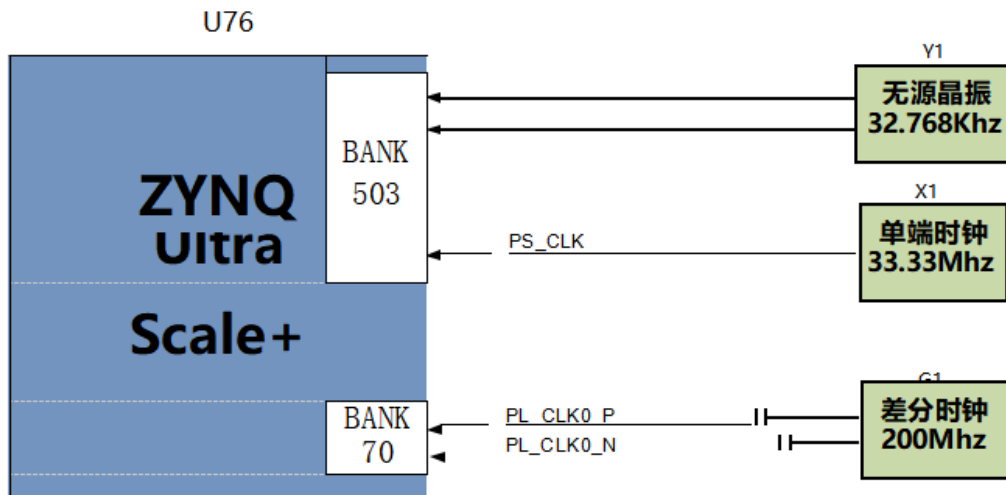 U76
Y1
无源晶振
32.768Khz
BANK
503
X1
ZYNQ
Ultra
单端时钟
33.33Mhz
PS_CLK
Scale+
G1
BANK
70
PL_CLK0_P
PL_CLK0_N
差分时钟
200Mhz